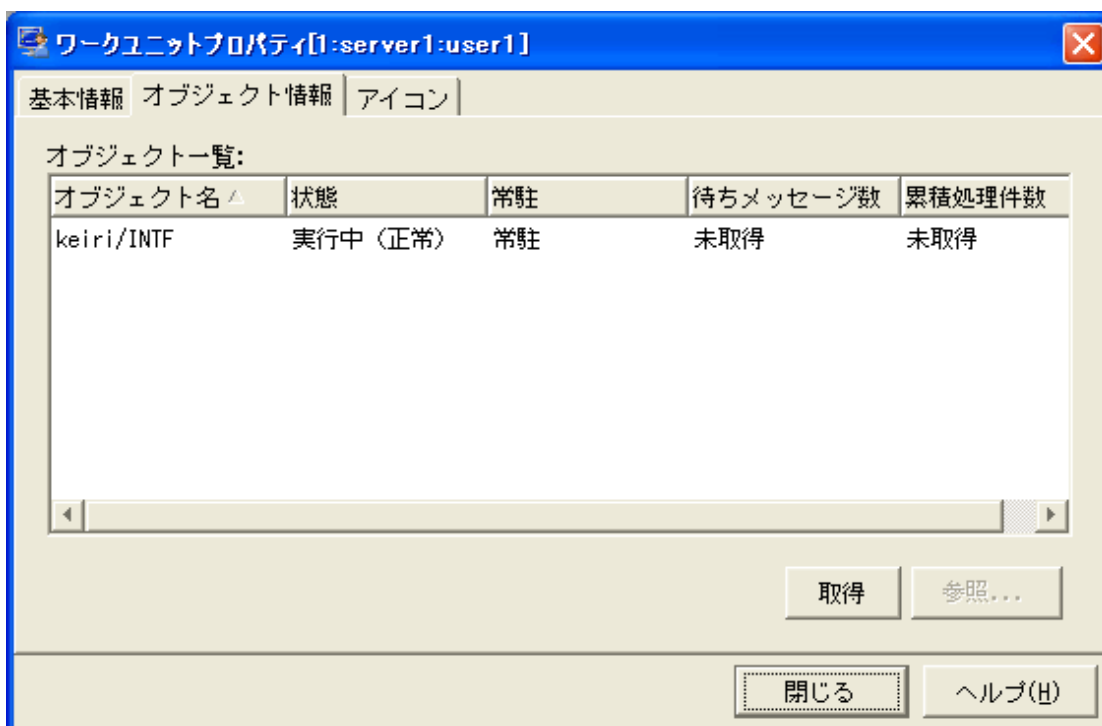 ワークユニットプロパティ[1:server1:user1]
基本情報 オブジェクト情報 アイコン
オブジェクト一覧:
オブジェクト名 状態 常駐 待ちメッセージ数 累積処理件数
keiri/INTF 実行中（正常） 常駐 未取得 未取得
取得 参照...
閉じる ヘルプ(H)